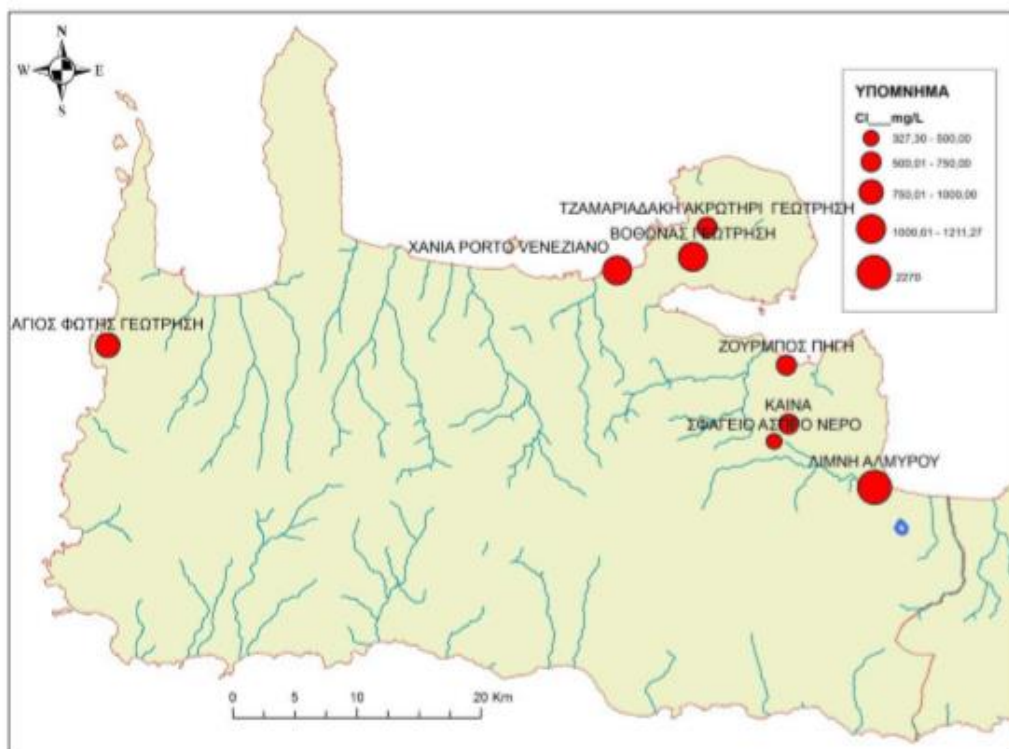 N
W E
S
ΥΠΟΜΝΗΜΑ
Cl___mg/L
327,30 - 500,00
500,01 - 750,00
750,01 - 1000,00
1000,01 - 1211,27
2270
ΤΖΑΜΑΡΙΑΔΑΚΗ ΑΚΡΩΤΗΡΙ ΓΕΩΤΡΗΣΗ
ΒΟΘΩΝΑΣ ΓΕΩΤΡΗΣΗ
ΧΑΝΙΑ PORTO VENEZIANO
ΑΓΙΟΣ ΦΩΤΗΣ ΓΕΩΤΡΗΣΗ
ΖΟΥΡΜΠΟΣ ΠΗΓΗ
ΚΑΙΝΑ
ΣΦΑΓΕΙΟ ΑΣΠΡΟ ΝΕΡΟ
ΛΙΜΝΗ ΑΛΜΥΡΟΥ
0 5 10 20 Km